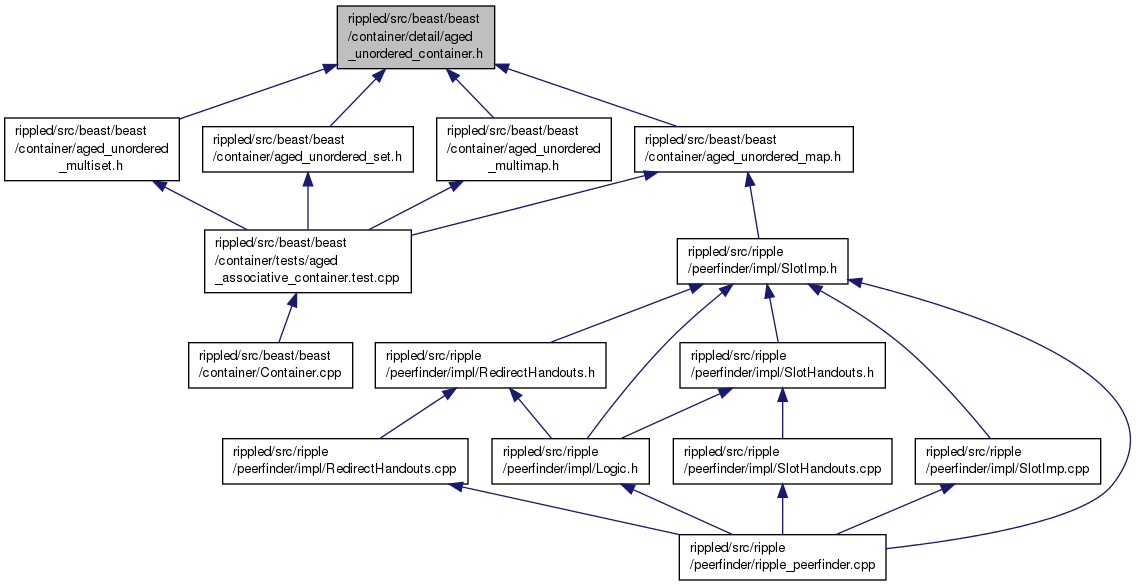 rippled/src/beast/beast
/container/detail/aged
_unordered_container.h
rippled/src/beast/beast
/container/aged_unordered
_multiset.h
rippled/src/beast/beast
/container/aged_unordered_set.h
rippled/src/beast/beast
/container/aged_unordered
_multimap.h
rippled/src/beast/beast
/container/aged_unordered_map.h
rippled/src/beast/beast
/container/tests/aged
_associative_container.test.cpp
rippled/src/ripple
/peerfinder/impl/SlotImp.h
rippled/src/beast/beast
/container/Container.cpp
rippled/src/ripple
/peerfinder/impl/RedirectHandouts.h
rippled/src/ripple
/peerfinder/impl/SlotHandouts.h
rippled/src/ripple
/peerfinder/impl/RedirectHandouts.cpp
rippled/src/ripple
/peerfinder/impl/Logic.h
rippled/src/ripple
/peerfinder/impl/SlotHandouts.cpp
rippled/src/ripple
/peerfinder/impl/SlotImp.cpp
rippled/src/ripple
/peerfinder/ripple_peerfinder.cpp